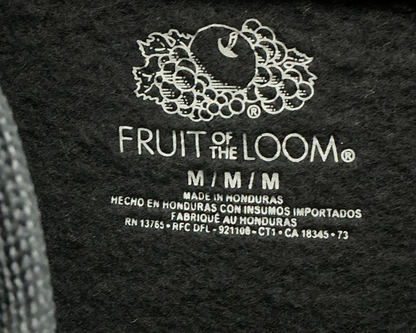 ®
FRUIT OF THE LOOM®
M / M / M
MADE IN HONDURAS
HECHO EN HONDURAS CON INSUMOS IMPORTADOS
FABRIQUÉ AU HONDURAS
RN 13765 • RFC DFL - 921100 - CT1 • CA 18345 • 73